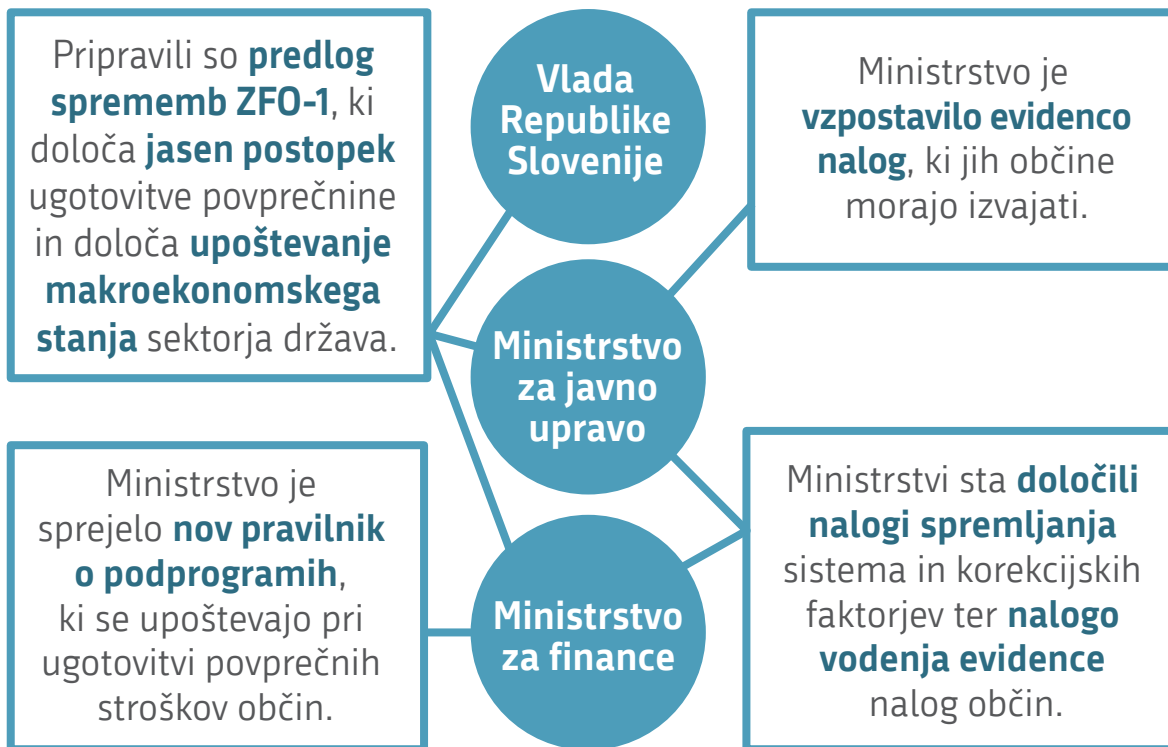 Pripravili so predlog
sprememb ZFO-1, ki
določa jasen postopek
ugotovitve povprečnine
in določa upoštevanje
makroekonomskega
stanja sektorja država.
Vlada
Republike
Slovenije
Ministrstvo je
vzpostavilo evidenco
nalog, ki jih občine
morajo izvajati.
Ministrstvo
za javno
upravo
Ministrstvo je
sprejelo nov pravilnik
o podprogramih,
ki se upoštevajo pri
ugotovitvi povprečnih
stroškov občin.
Ministrstvo
za finance
Ministrstvi sta določili
nalogi spremljanja
sistema in korekcijskih
faktorjev ter nalogo
vodenja evidence
nalog občin.